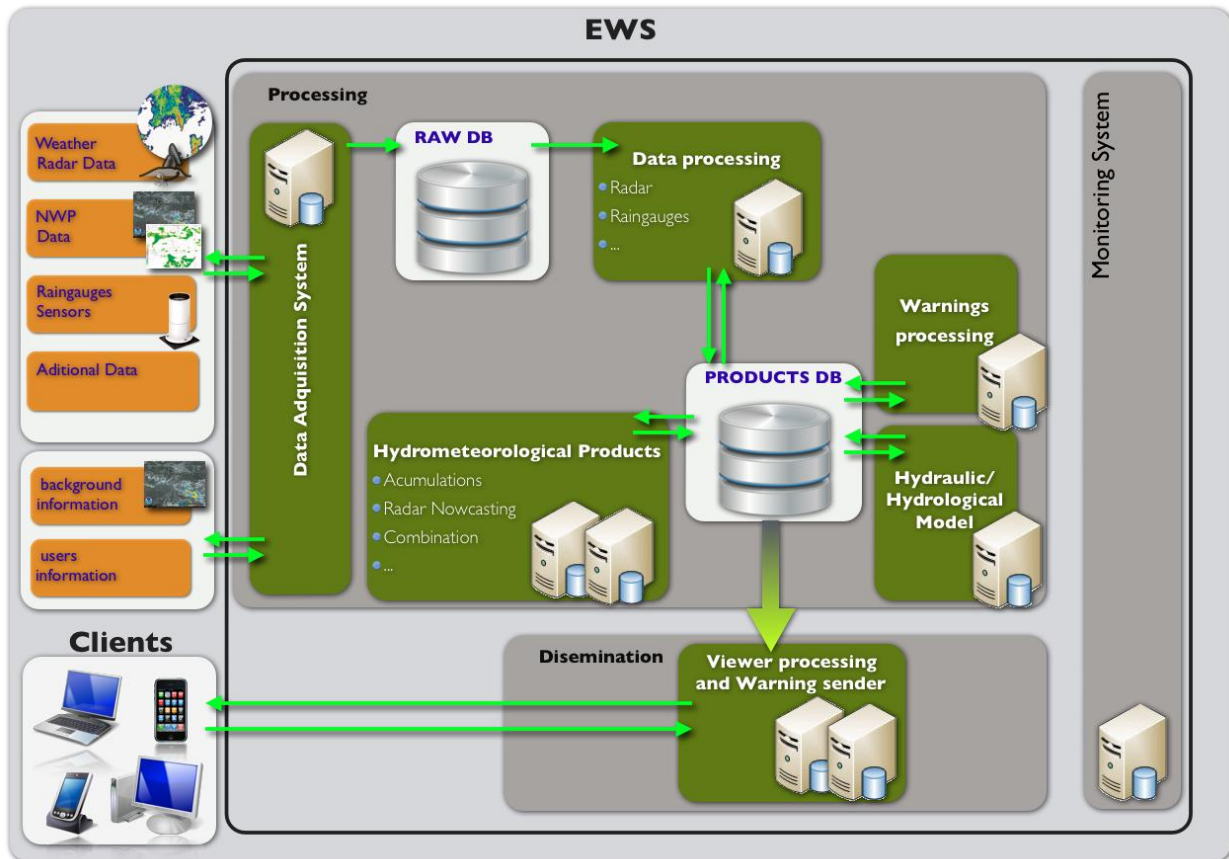 EWS
Processing
Weather
Radar Data
NWP
Data
Raingauges
Sensors
Aditional Data
background
information
users
information
Data Adquisition System
RAW DB
Data processing
Radar
Raingauges
...
PRODUCTS DB
Warnings
processing
Hydrometeorological Products
Acumulations
Radar Nowcasting
Combination
...
Hydraulic/
Hydrological
Model
Monitoring System
Clients
Disemination
Viewer processing
and Warning sender